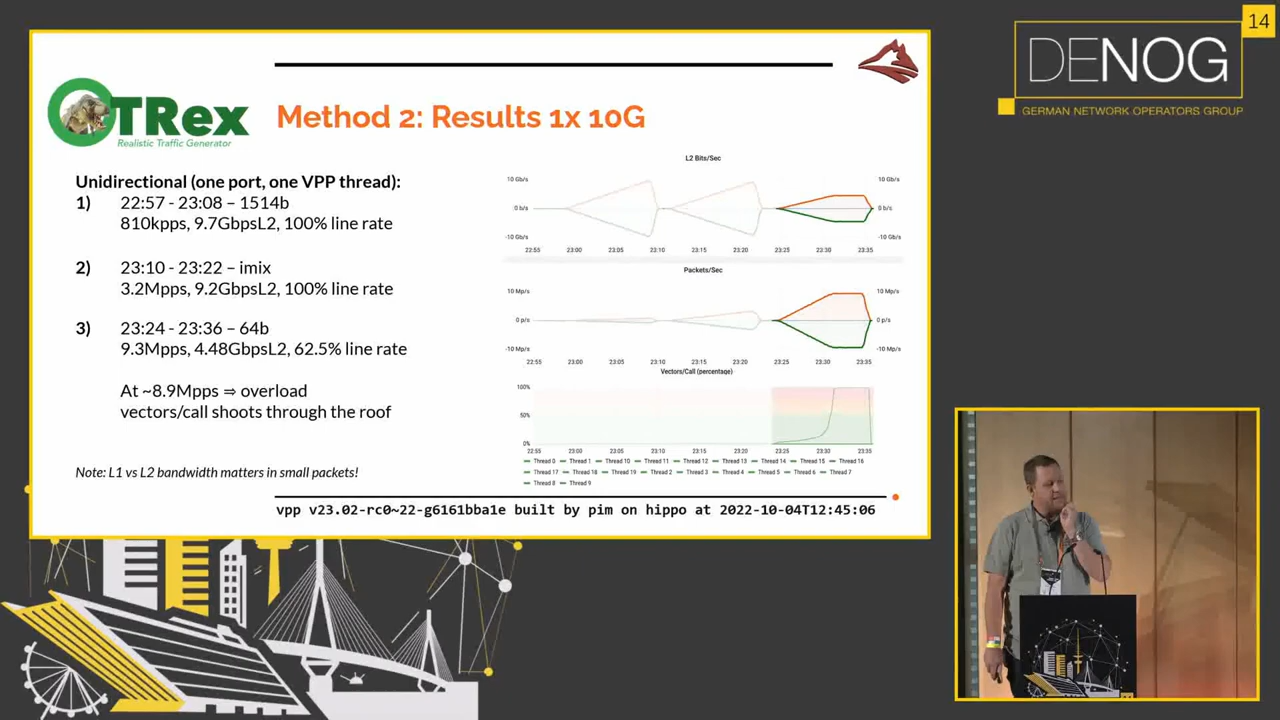 14
DENOG
GERMAN NETWORK OPERATORS GROUP
TRex
Realistic Traffic Generator
Method 2: Results 1x 10G
Unidirectional (one port, one VPP thread):
1) 22:57 - 23:08 – 1514b
810kpps, 9.7GbpsL2, 100% line rate
2) 23:10 - 23:22 – imix
3.2Mpps, 9.2GbpsL2, 100% line rate
3) 23:24 - 23:36 – 64b
9.3Mpps, 4.48GbpsL2, 62.5% line rate
At ~8.9Mpps ⇒ overload
vectors/call shoots through the roof
Note: L1 vs L2 bandwidth matters in small packets!
L2 Bits/Sec
10 Gb/s 10 Gb/s
0 b/s 0 b/s
-10 Gb/s -10 Gb/s
22:55 23:00 23:05 23:10 23:15 23:20 23:25 23:30 23:35
Packets/Sec
10 Mp/s 10 Mp/s
0 p/s 0 p/s
-10 Mp/s -10 Mp/s
22:55 23:00 23:05 23:10 23:15 23:20 23:25 23:30 23:35
Vectors/Call (percentage)
100%
50%
0%
22:55 23:00 23:05 23:10 23:15 23:20 23:25 23:30 23:35
Thread 0 Thread 1 Thread 10 Thread 11 Thread 12 Thread 13 Thread 14 Thread 15 Thread 16
Thread 17 Thread 18 Thread 19 Thread 2 Thread 3 Thread 4 Thread 5 Thread 6 Thread 7
Thread 8 Thread 9
vpp v23.02-rc0~22-g6161bba1e built by pim on hippo at 2022-10-04T12:45:06